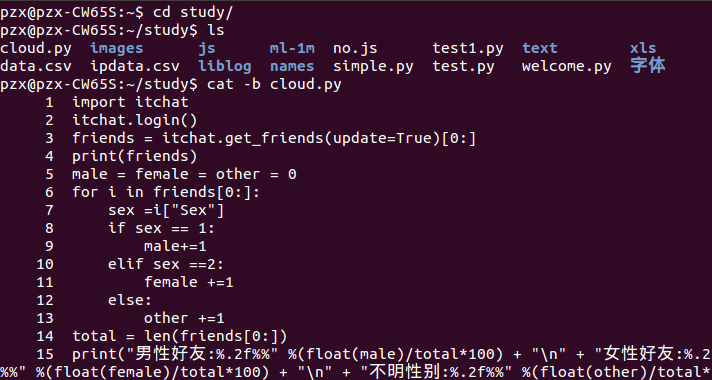 pzx@pzx-CW65S:~$ cd study/
pzx@pzx-CW65S:~/study$ ls
cloud.py  images      js      ml-1m  no.js      test1.py  text        xls
data.csv  ipdata.csv  liblog  names  simple.py  test.py   welcome.py  字体
pzx@pzx-CW65S:~/study$ cat -b cloud.py
     1  import itchat
     2  itchat.login()
     3  friends = itchat.get_friends(update=True)[0:]
     4  print(friends)
     5  male = female = other = 0
     6  for i in friends[0:]:
     7      sex =i["Sex"]
     8      if sex == 1:
     9          male+=1
    10      elif sex ==2:
    11          female +=1
    12      else:
    13          other +=1
    14  total = len(friends[0:])
    15  print("男性好友:%.2f%%" %(float(male)/total*100) + "\n" + "女性好友:%.2
%%" %(float(female)/total*100) + "\n" + "不明性别:%.2f%%" %(float(other)/total*